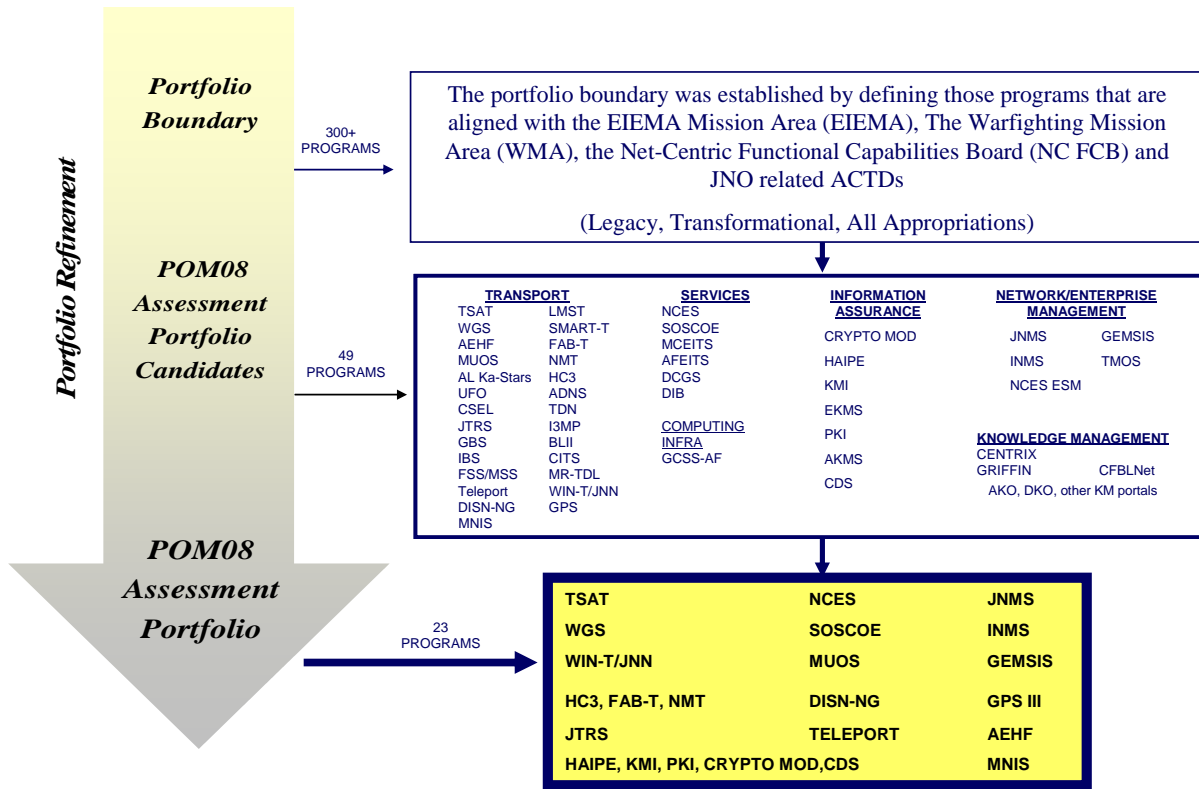 Portfolio Refinement
Portfolio
Boundary
300+
PROGRAMS
The portfolio boundary was established by defining those programs that are
aligned with the EIEMA Mission Area (EIEMA), The Warfighting Mission
Area (WMA), the Net-Centric Functional Capabilities Board (NC FCB) and
JNO related ACTDs
(Legacy, Transformational, All Appropriations)
POM08
Assessment
Portfolio
Candidates
49
PROGRAMS
TRANSPORT
TSAT LMST
WGS SMART-T
AEHF FAB-T
MUOS NMT
AL Ka-Stars HC3
UFO ADNS
CSEL TDN
JTRS I3MP
GBS BLII
IBS CITS
FSS/MSS MR-TDL
Teleport WIN-T/JNN
DISN-NG GPS
MNIS
SERVICES
NCES
SOSCOE
MCEITS
AFEITS
DCGS
DIB
COMPUTING
INFRA
GCSS-AF
INFORMATION
ASSURANCE
CRYPTO MOD
HAIPE
KMI
EKMS
PKI
AKMS
CDS
NETWORK/ENTERPRISE
MANAGEMENT
JNMS GEMSIS
INMS TMOS
NCES ESM
KNOWLEDGE MANAGEMENT
CENTRIX
GRIFFIN CFBLNet
AKO, DKO, other KM portals
POM08
Assessment
Portfolio
23
PROGRAMS
TSAT NCES JNMS
WGS SOSCOE INMS
WIN-T/JNN MUOS GEMSIS
HC3, FAB-T, NMT DISN-NG GPS III
JTRS TELEPORT AEHF
HAIPE, KMI, PKI, CRYPTO MOD,CDS MNIS